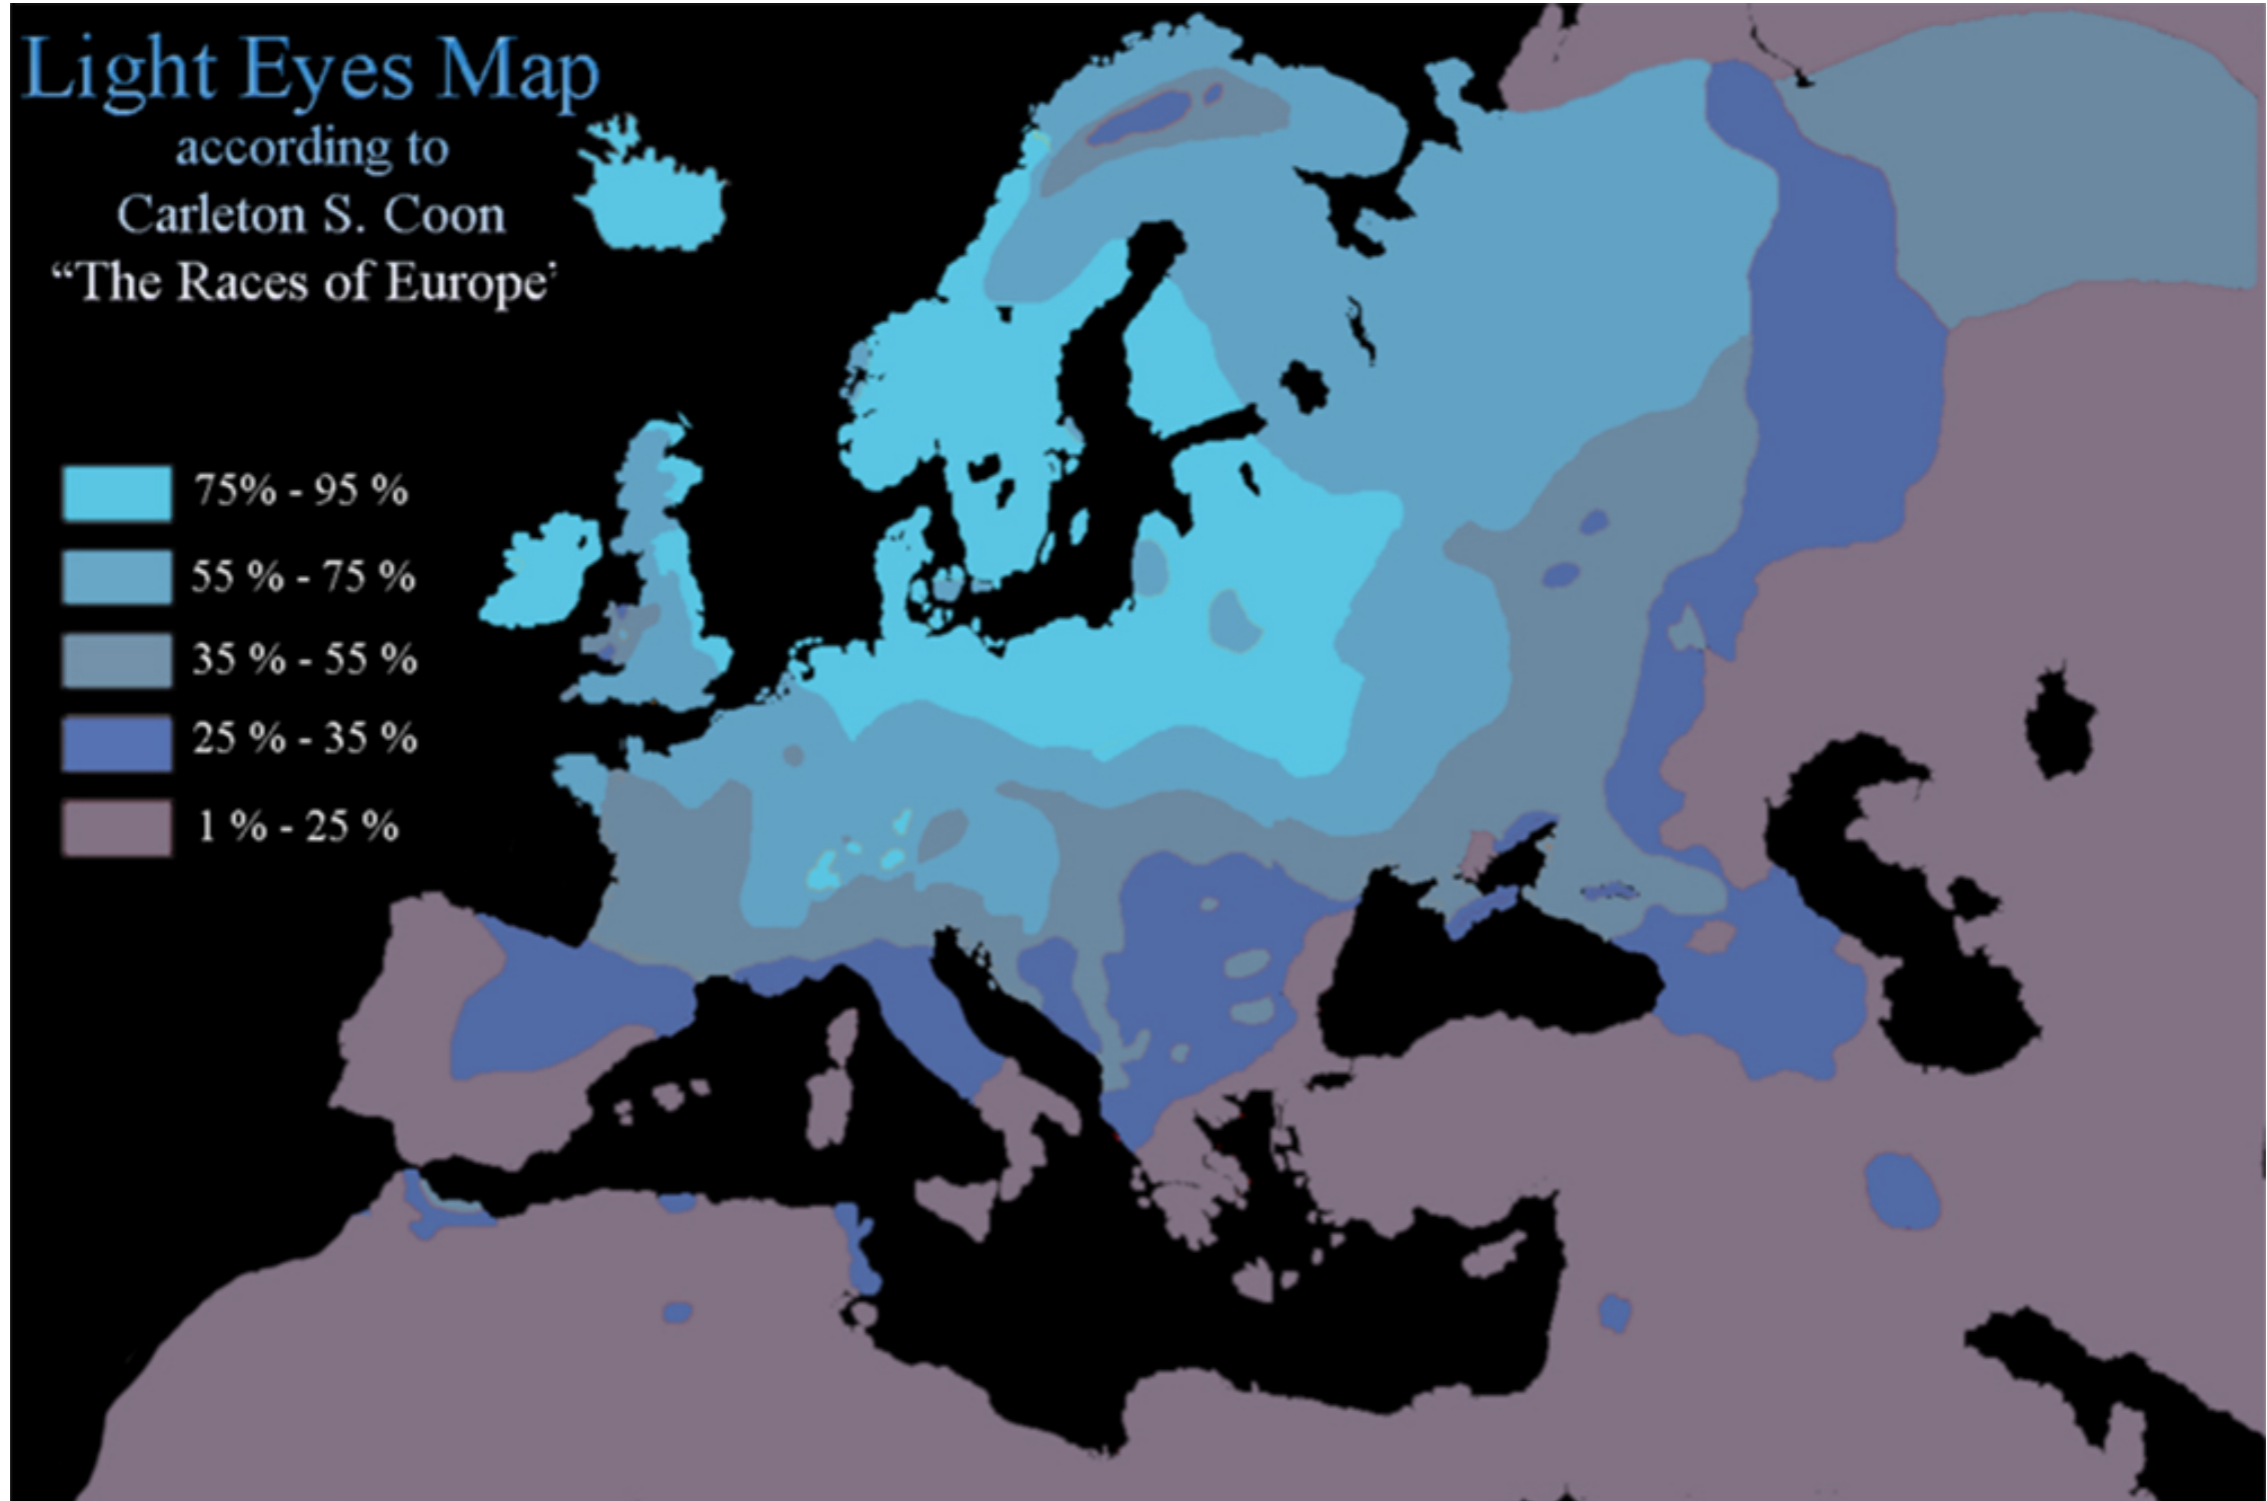 Light Eyes Map
according to
Carleton S. Coon
“The Races of Europe’
75% - 95 %
55 % - 75 %
35 % - 55 %
25 % - 35 %
1 % - 25 %